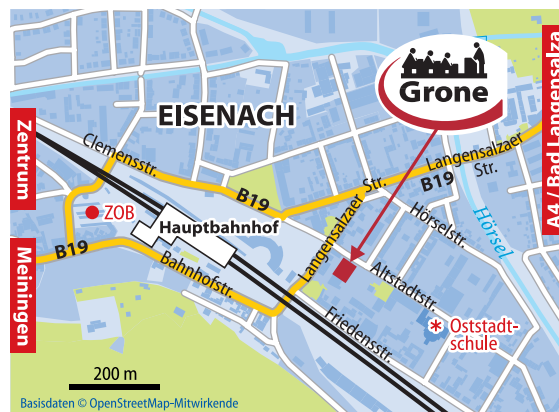 Grone
EISENACH
A4 / Bad Langensalza
Zentrum
Clemensstr.
Langensalzaer
Str.
B19
B19
Langensalzaer
Str.
Hörselstr.
Hörsel
ZOB
Hauptbahnhof
B19
Meiningen
Bahnhofstr.
Altstadtstr.
Friedensstr.
Oststadt-
schule
200 m
Basisdaten © OpenStreetMap-Mitwirkende